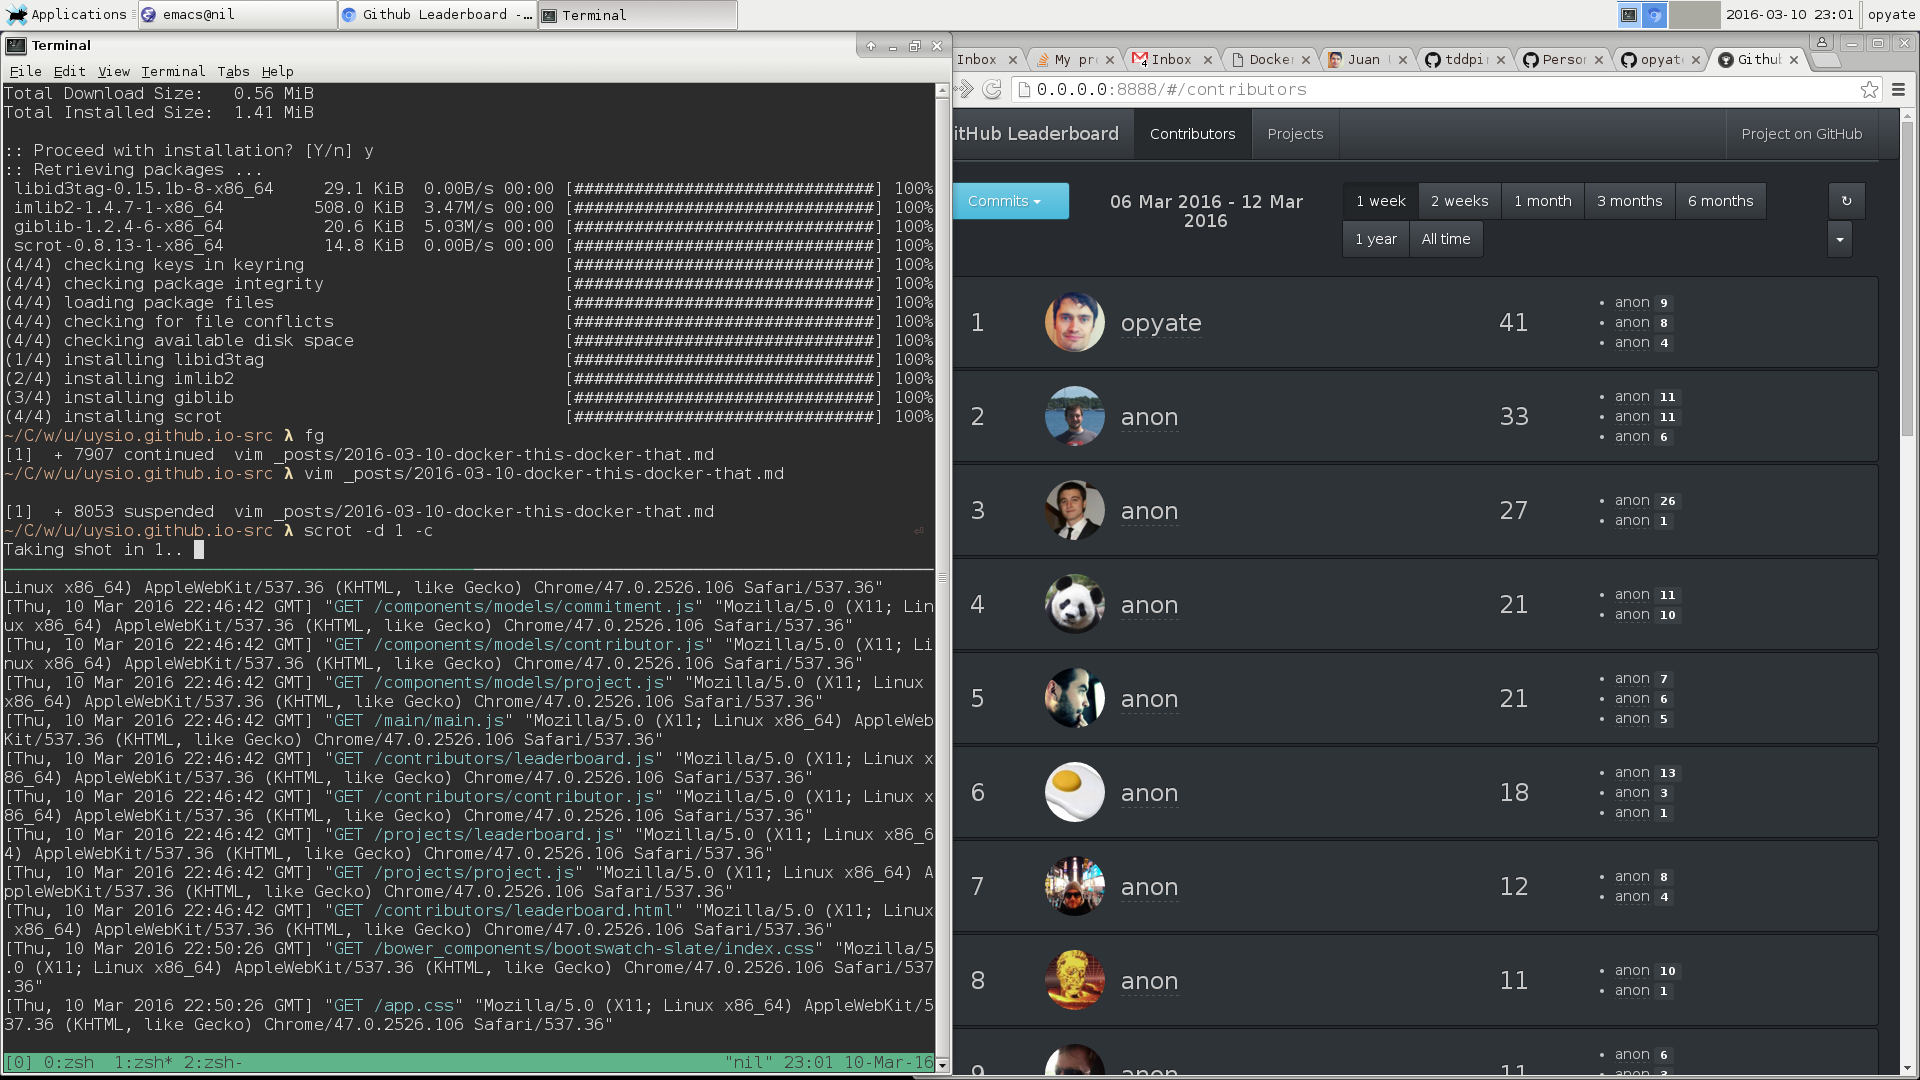 Applications
emacs@nil
Github Leaderboard -...
Terminal
2016-03-10 23:01
opyate
Terminal
File Edit View Terminal Tabs Help
Total Download Size:   0.56 MiB
Total Installed Size:  1.41 MiB
:: Proceed with installation? [Y/n] y
:: Retrieving packages ...
libid3tag-0.15.1b-8-x86_64     29.1 KiB  0.00B/s 00:00 [##############################] 100%
imlib2-1.4.7-1-x86_64         508.0 KiB  3.47M/s 00:00 [##############################] 100%
giblib-1.2.4-6-x86_64          20.6 KiB  5.03M/s 00:00 [##############################] 100%
scrot-0.8.13-1-x86_64          14.8 KiB  0.00B/s 00:00 [##############################] 100%
(4/4) checking keys in keyring [##############################] 100%
(4/4) checking package integrity [##############################] 100%
(4/4) loading package files [##############################] 100%
(4/4) checking for file conflicts [##############################] 100%
(4/4) checking available disk space [##############################] 100%
(1/4) installing libid3tag [##############################] 100%
(2/4) installing imlib2 [##############################] 100%
(3/4) installing giblib [##############################] 100%
(4/4) installing scrot [##############################] 100%
~/C/w/u/uysio.github.io-src λ fg
[1]  + 7907 continued  vim _posts/2016-03-10-docker-this-docker-that.md
~/C/w/u/uysio.github.io-src λ vim _posts/2016-03-10-docker-this-docker-that.md
[1]  + 8053 suspended  vim _posts/2016-03-10-docker-this-docker-that.md
~/C/w/u/uysio.github.io-src λ scrot -d 1 -c
Taking shot in 1..
Linux x86_64) AppleWebKit/537.36 (KHTML, like Gecko) Chrome/47.0.2526.106 Safari/537.36"
[Thu, 10 Mar 2016 22:46:42 GMT] "GET /components/models/commitment.js" "Mozilla/5.0 (X11; Lin
ux x86_64) AppleWebKit/537.36 (KHTML, like Gecko) Chrome/47.0.2526.106 Safari/537.36"
[Thu, 10 Mar 2016 22:46:42 GMT] "GET /components/models/contributor.js" "Mozilla/5.0 (X11; Li
nux x86_64) AppleWebKit/537.36 (KHTML, like Gecko) Chrome/47.0.2526.106 Safari/537.36"
[Thu, 10 Mar 2016 22:46:42 GMT] "GET /components/models/project.js" "Mozilla/5.0 (X11; Linux
x86_64) AppleWebKit/537.36 (KHTML, like Gecko) Chrome/47.0.2526.106 Safari/537.36"
[Thu, 10 Mar 2016 22:46:42 GMT] "GET /main/main.js" "Mozilla/5.0 (X11; Linux x86_64) AppleWeb
Kit/537.36 (KHTML, like Gecko) Chrome/47.0.2526.106 Safari/537.36"
[Thu, 10 Mar 2016 22:46:42 GMT] "GET /contributors/leaderboard.js" "Mozilla/5.0 (X11; Linux x
86_64) AppleWebKit/537.36 (KHTML, like Gecko) Chrome/47.0.2526.106 Safari/537.36"
[Thu, 10 Mar 2016 22:46:42 GMT] "GET /contributors/contributor.js" "Mozilla/5.0 (X11; Linux x
86_64) AppleWebKit/537.36 (KHTML, like Gecko) Chrome/47.0.2526.106 Safari/537.36"
[Thu, 10 Mar 2016 22:46:42 GMT] "GET /projects/leaderboard.js" "Mozilla/5.0 (X11; Linux x86_6
4) AppleWebKit/537.36 (KHTML, like Gecko) Chrome/47.0.2526.106 Safari/537.36"
[Thu, 10 Mar 2016 22:46:42 GMT] "GET /projects/project.js" "Mozilla/5.0 (X11; Linux x86_64) A
ppleWebKit/537.36 (KHTML, like Gecko) Chrome/47.0.2526.106 Safari/537.36"
[Thu, 10 Mar 2016 22:46:42 GMT] "GET /contributors/leaderboard.html" "Mozilla/5.0 (X11; Linux
x86_64) AppleWebKit/537.36 (KHTML, like Gecko) Chrome/47.0.2526.106 Safari/537.36"
[Thu, 10 Mar 2016 22:50:26 GMT] "GET /bower_components/bootswatch-slate/index.css" "Mozilla/5
.0 (X11; Linux x86_64) AppleWebKit/537.36 (KHTML, like Gecko) Chrome/47.0.2526.106 Safari/537
.36"
[Thu, 10 Mar 2016 22:50:26 GMT] "GET /app.css" "Mozilla/5.0 (X11; Linux x86_64) AppleWebKit/5
37.36 (KHTML, like Gecko) Chrome/47.0.2526.106 Safari/537.36"
[0] 0:zsh  1:zsh* 2:zsh-
"nil" 23:01 10-Mar-16
Inbox
My pr
4 Inbox
Docke
Juan
tddpi
Perso
opyat
Githu
0.0.0.0:8888/#/contributors
itHub Leaderboard
Contributors
Projects
Project on GitHub
Commits
06 Mar 2016 - 12 Mar
2016
1 week 2 weeks 1 month 3 months 6 months
1 year All time
↻
1 opyate 41
• anon 9
• anon 8
• anon 4
2 anon 33
• anon 11
• anon 11
• anon 6
3 anon 27
• anon 26
• anon 1
4 anon 21
• anon 11
• anon 10
5 anon 21
• anon 7
• anon 6
• anon 5
6 anon 18
• anon 13
• anon 3
• anon 1
7 anon 12
• anon 8
• anon 4
8 anon 11
• anon 10
• anon 1
9 anon 11
• anon 6
• anon